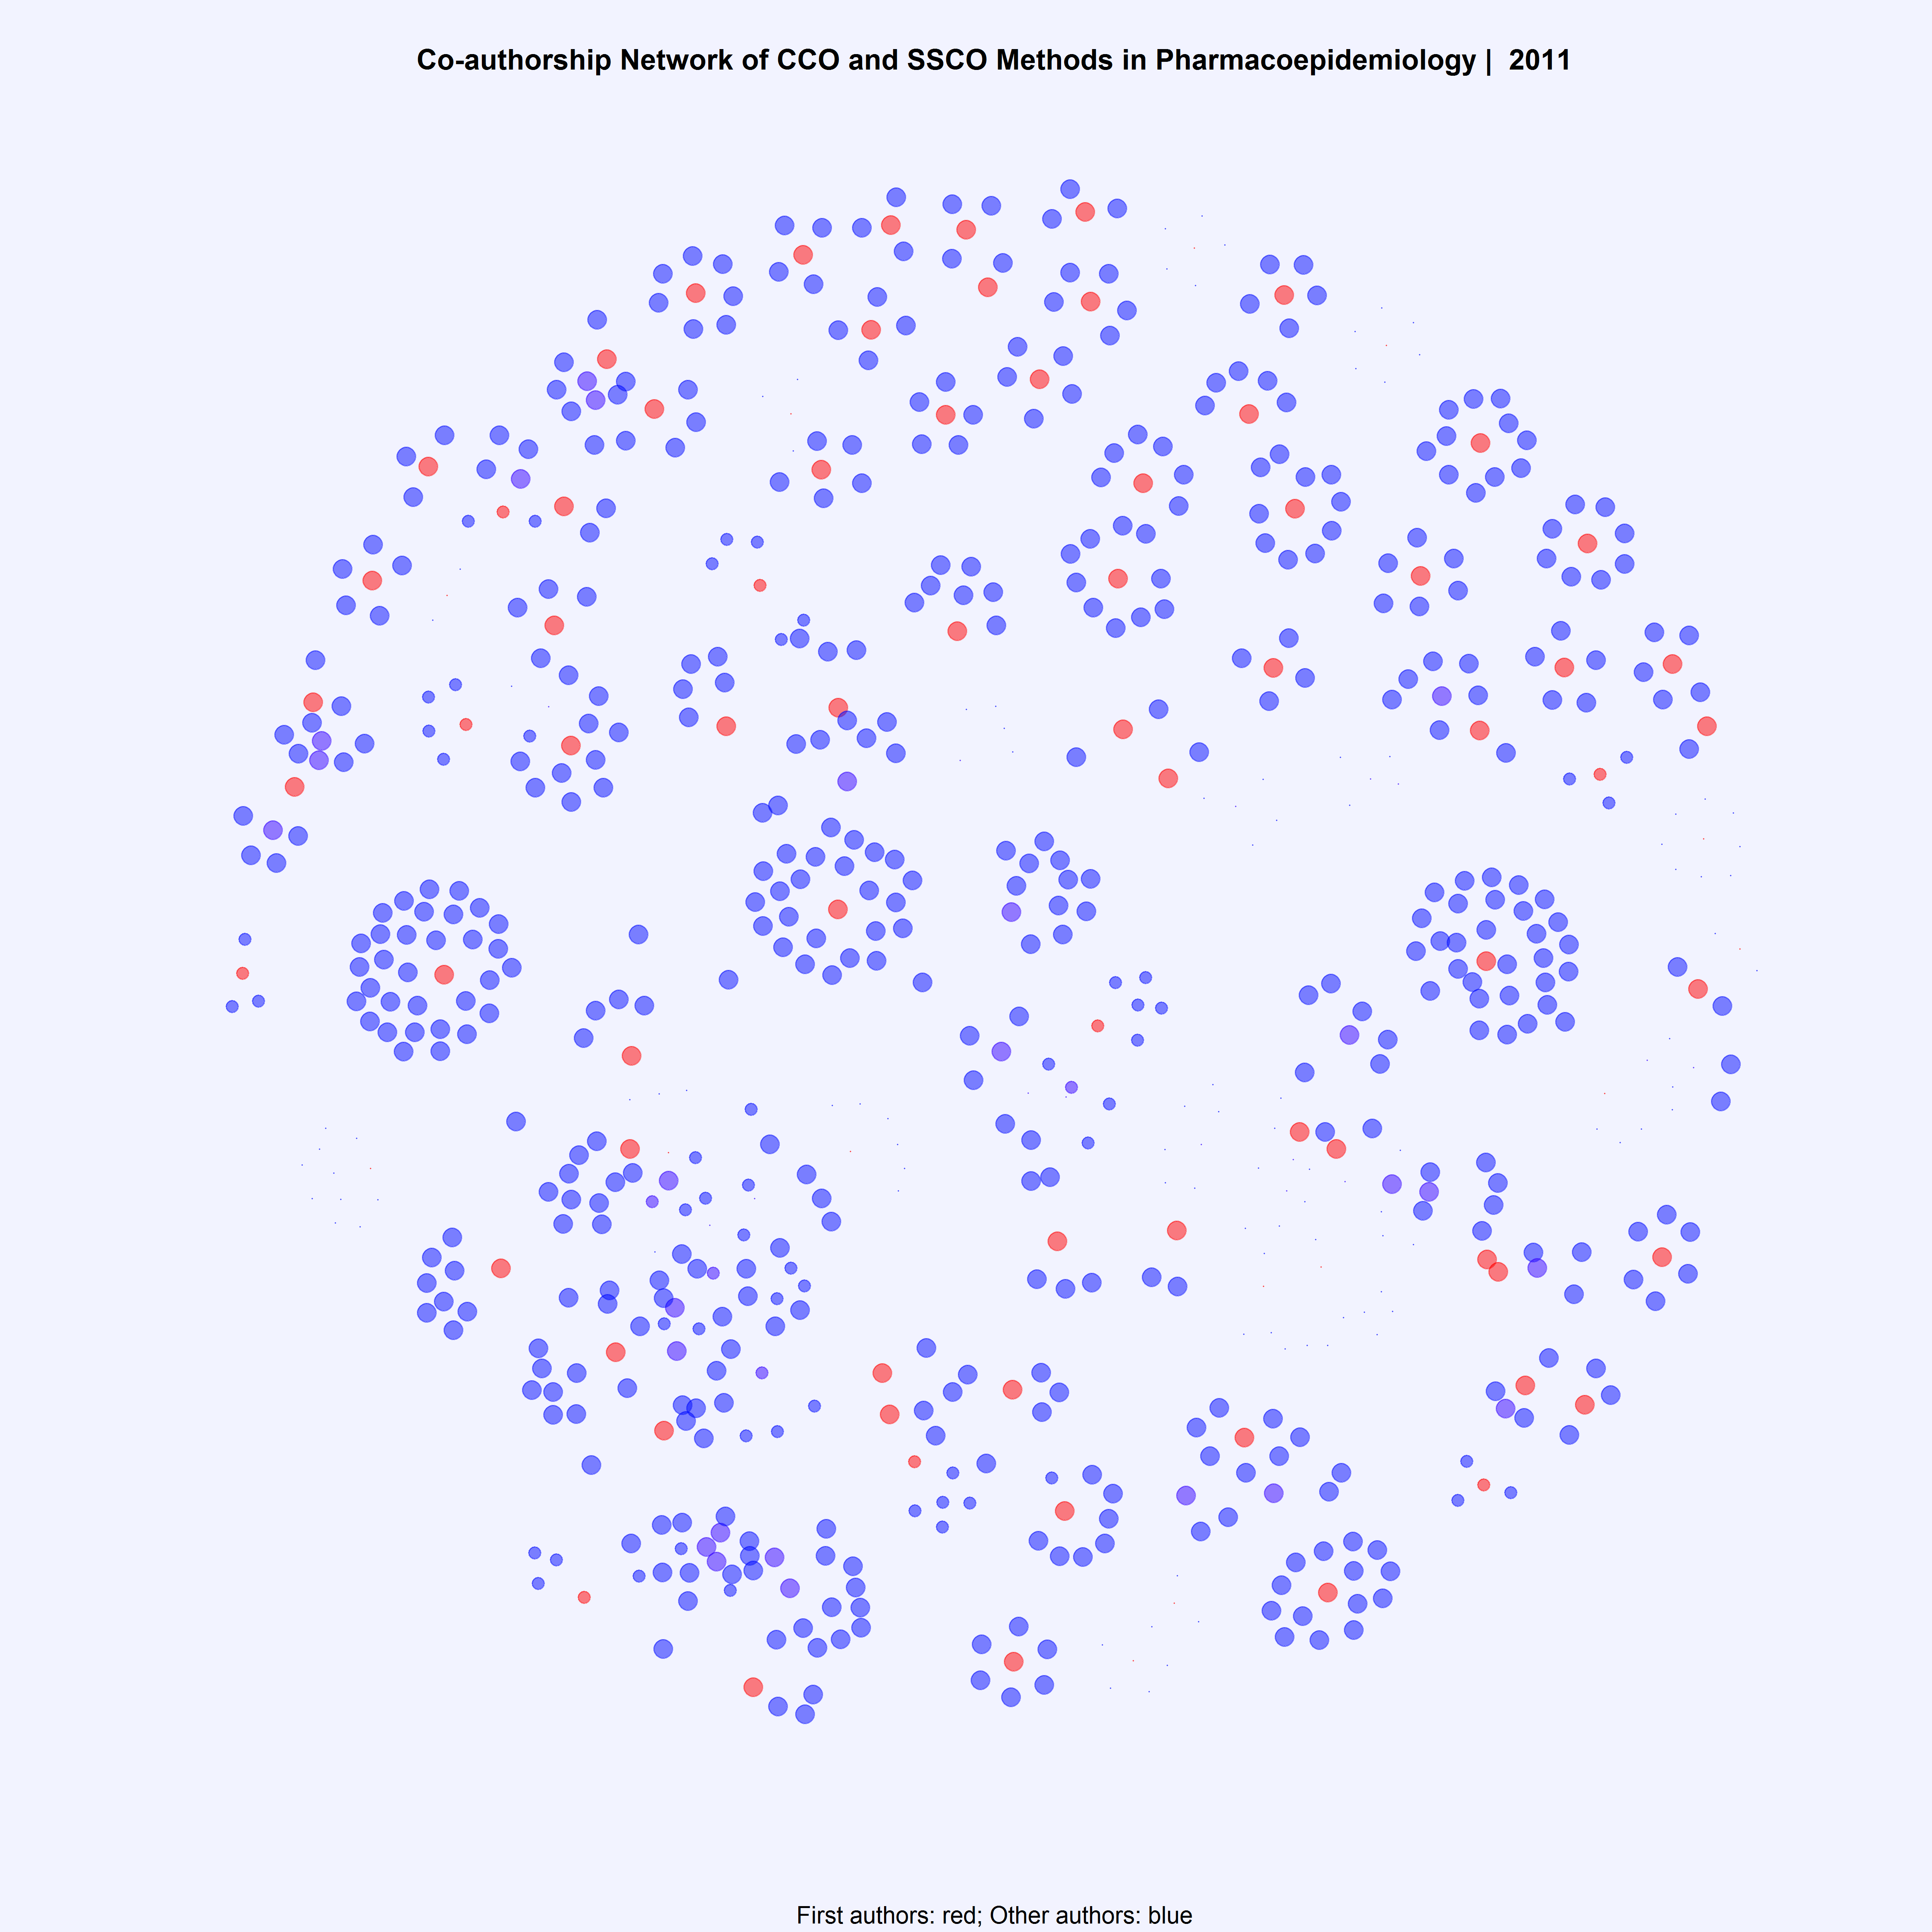 Co-authorship Network of CCO and SSCO Methods in Pharmacoepidemiology | 2011
First authors: red; Other authors: blue